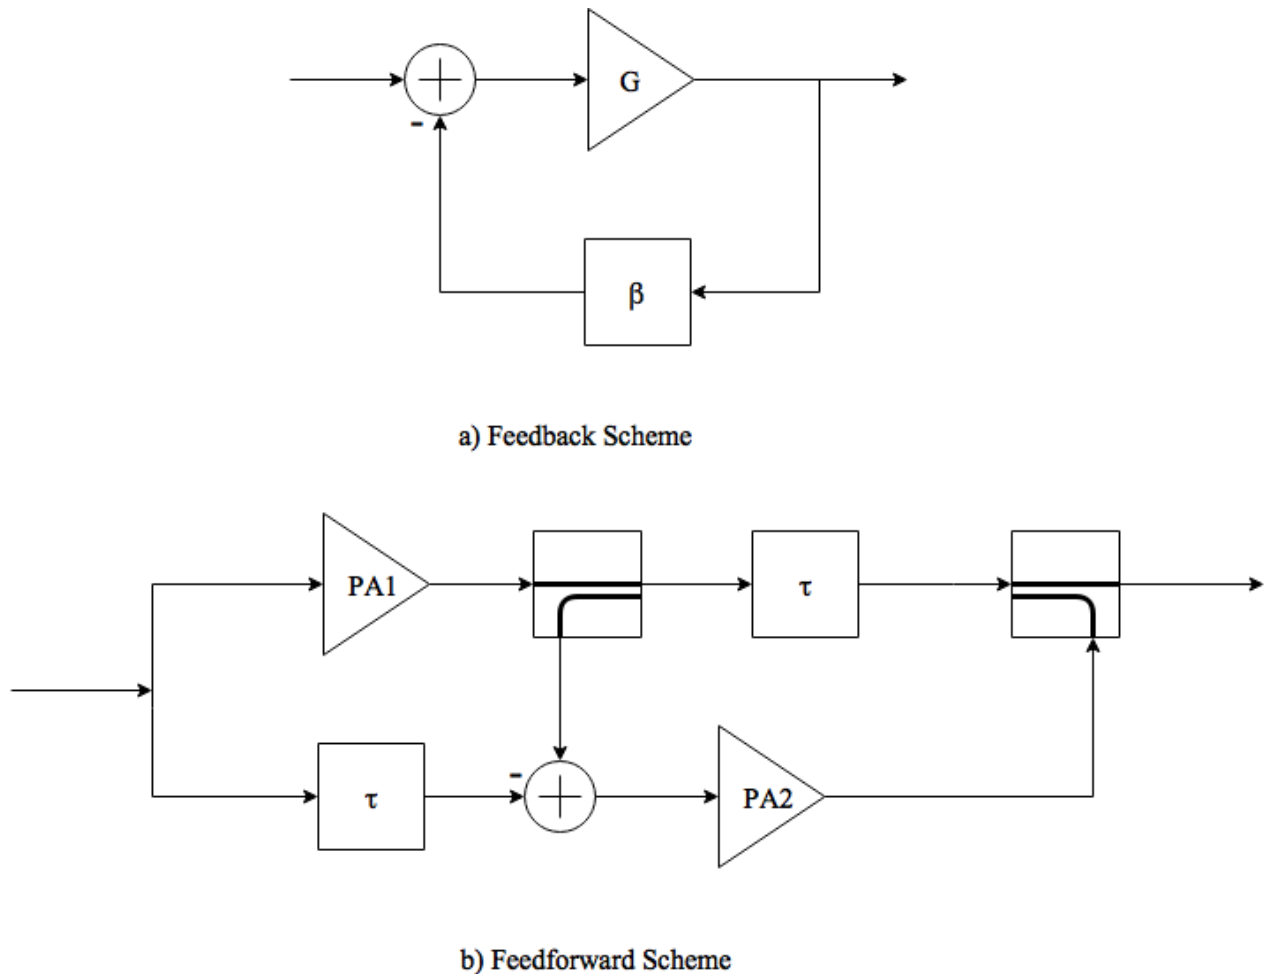 G
-
β
a) Feedback Scheme
PA1
τ
τ
-
PA2
b) Feedforward Scheme